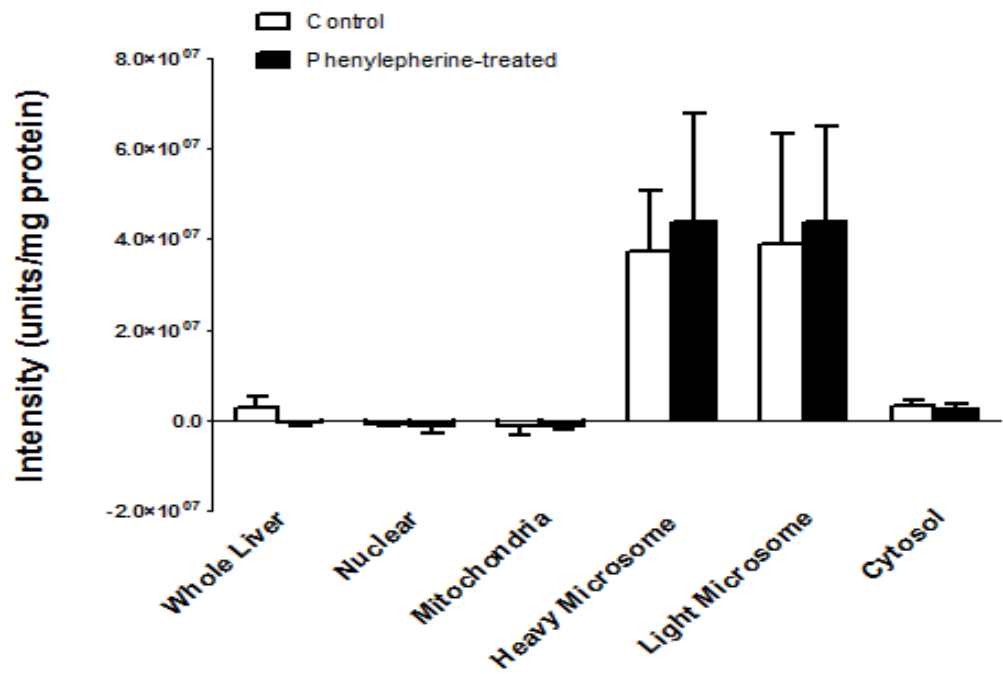 Control
Phenylepherine-treated
Intensity (units/mg protein)
8.0×10⁰⁷
6.0×10⁰⁷
4.0×10⁰⁷
2.0×10⁰⁷
0.0
-2.0×10⁰⁷
Whole Liver
Nuclear
Mitochondria
Heavy Microsome
Light Microsome
Cytosol